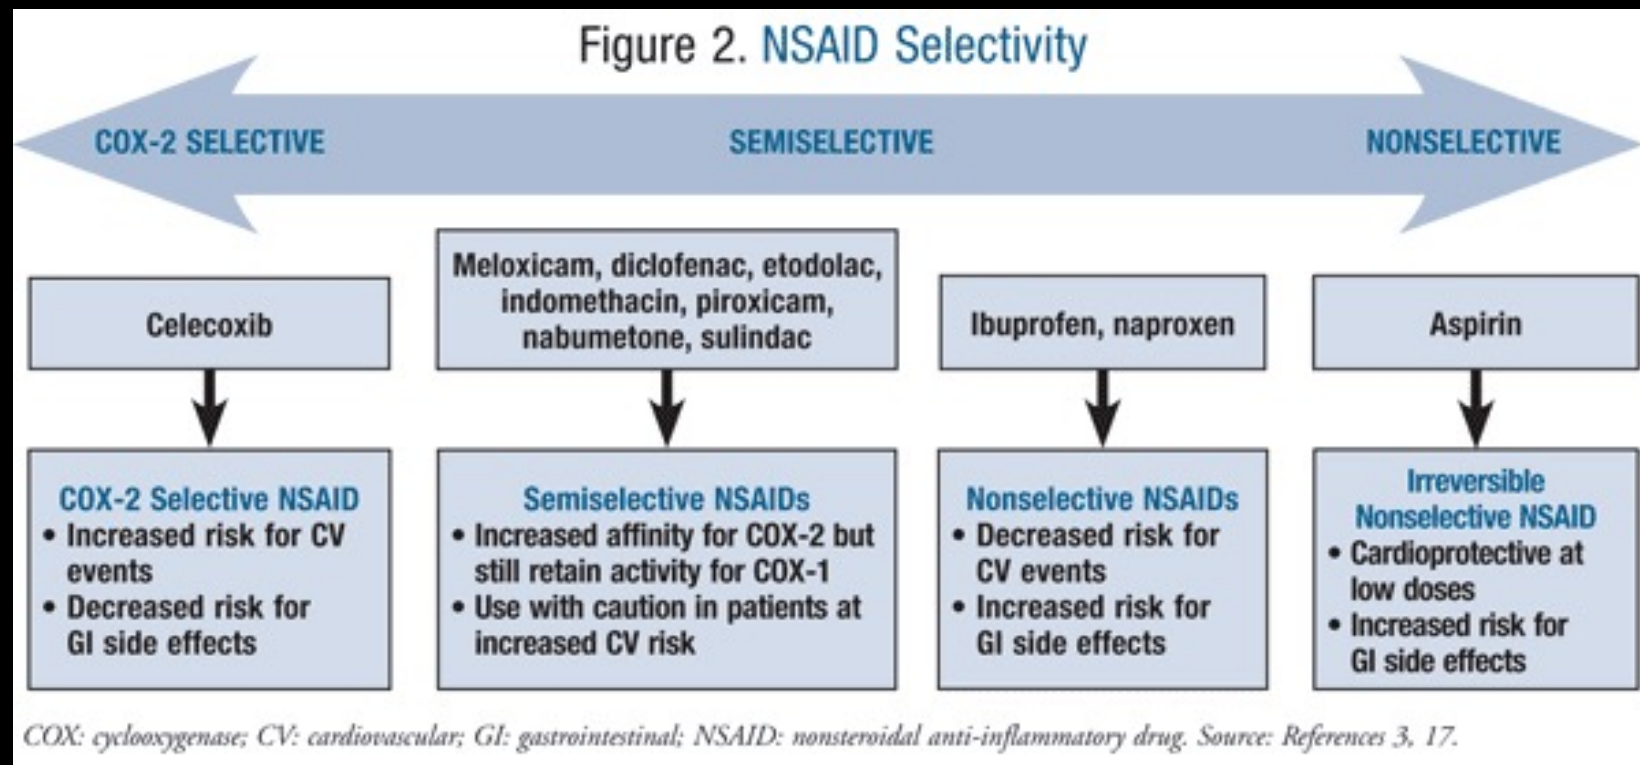 Figure 2. NSAID Selectivity
COX-2 SELECTIVE
SEMISELECTIVE
NONSELECTIVE
Celecoxib
Meloxicam, diclofenac, etodolac,
indomethacin, piroxicam,
nabumetone, sulindac
Ibuprofen, naproxen
Aspirin
COX-2 Selective NSAID
• Increased risk for CV
events
• Decreased risk for
GI side effects
Semiselective NSAIDs
• Increased affinity for COX-2 but
still retain activity for COX-1
• Use with caution in patients at
increased CV risk
Nonselective NSAIDs
• Decreased risk for
CV events
• Increased risk for
GI side effects
Irreversible
Nonselective NSAID
• Cardioprotective at
low doses
• Increased risk for
GI side effects
COX: cyclooxygenase; CV: cardiovascular; GI: gastrointestinal; NSAID: nonsteroidal anti-inflammatory drug. Source: References 3, 17.